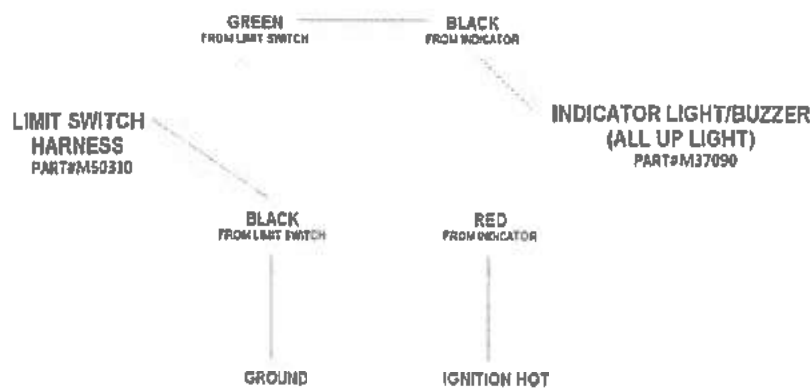 GREEN
FROM LIMIT SWITCH
BLACK
FROM INDICATOR
LIMIT SWITCH
HARNESS
PART#M50310
INDICATOR LIGHT/BUZZER
(ALL UP LIGHT)
PART#M37090
BLACK
FROM LIMIT SWITCH
RED
FROM INDICATOR
GROUND
IGNITION HOT